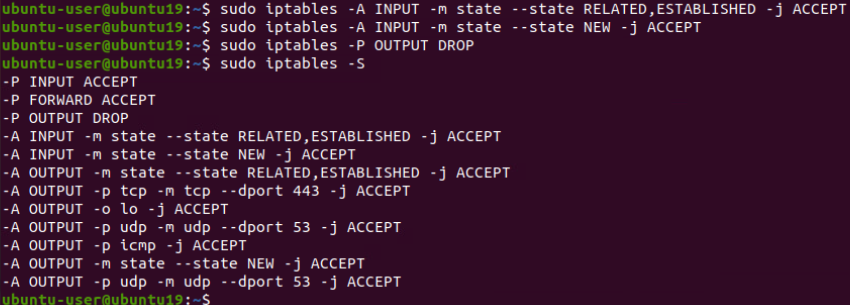 ubuntu-user@ubuntu19:~$ sudo iptables -A INPUT -m state --state RELATED,ESTABLISHED -j ACCEPT
ubuntu-user@ubuntu19:~$ sudo iptables -A INPUT -m state --state NEW -j ACCEPT
ubuntu-user@ubuntu19:~$ sudo iptables -P OUTPUT DROP
ubuntu-user@ubuntu19:~$ sudo iptables -S
-P INPUT ACCEPT
-P FORWARD ACCEPT
-P OUTPUT DROP
-A INPUT -m state --state RELATED,ESTABLISHED -j ACCEPT
-A INPUT -m state --state NEW -j ACCEPT
-A OUTPUT -m state --state RELATED,ESTABLISHED -j ACCEPT
-A OUTPUT -p tcp -m tcp --dport 443 -j ACCEPT
-A OUTPUT -o lo -j ACCEPT
-A OUTPUT -p udp -m udp --dport 53 -j ACCEPT
-A OUTPUT -p icmp -j ACCEPT
-A OUTPUT -m state --state NEW -j ACCEPT
-A OUTPUT -p udp -m udp --dport 53 -j ACCEPT
ubuntu-user@ubuntu19:~$